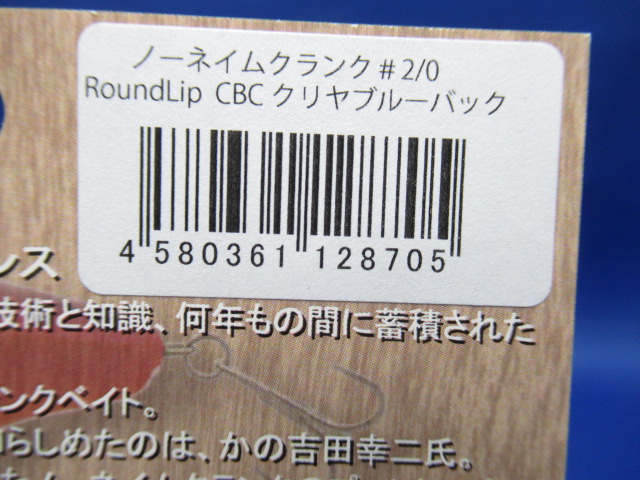 ノーネイムクランク#2/0
RoundLip CBC クリヤブルーバック
4 580361 128705
レス
技術と知識、何年もの間に蓄積された
ンクベイト。
らしめたのは、かの吉田幸二氏。